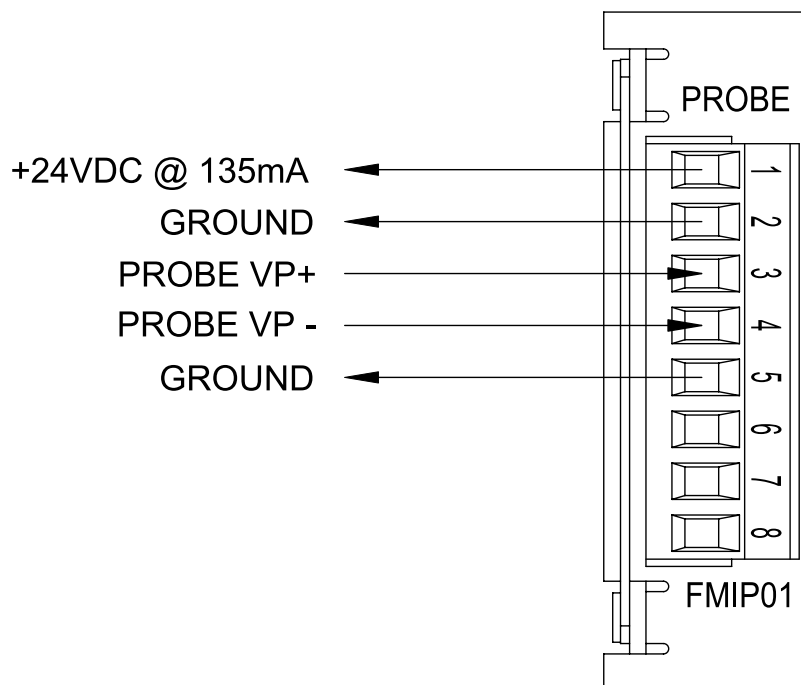 PROBE
+24VDC @ 135mA
1
GROUND
2
PROBE VP+
3
PROBE VP -
4
GROUND
5
6
7
8
FMIP01